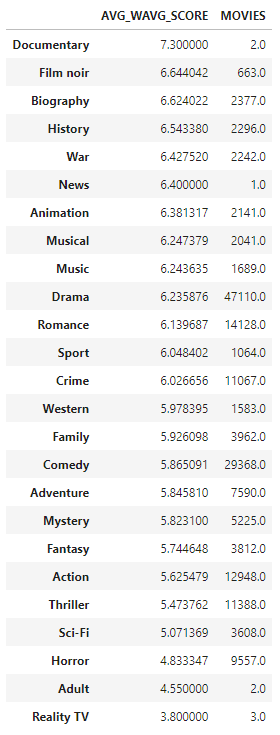 AVG_WAVG_SCORE MOVIES
Documentary 7.300000 2.0
Film noir 6.644042 663.0
Biography 6.624022 2377.0
History 6.543380 2296.0
War 6.427520 2242.0
News 6.400000 1.0
Animation 6.381317 2141.0
Musical 6.247379 2041.0
Music 6.243635 1689.0
Drama 6.235876 47110.0
Romance 6.139687 14128.0
Sport 6.048402 1064.0
Crime 6.026656 11067.0
Western 5.978395 1583.0
Family 5.926098 3962.0
Comedy 5.865091 29368.0
Adventure 5.845810 7590.0
Mystery 5.823100 5225.0
Fantasy 5.744648 3812.0
Action 5.625479 12948.0
Thriller 5.473762 11388.0
Sci-Fi 5.071369 3608.0
Horror 4.833347 9557.0
Adult 4.550000 2.0
Reality TV 3.800000 3.0